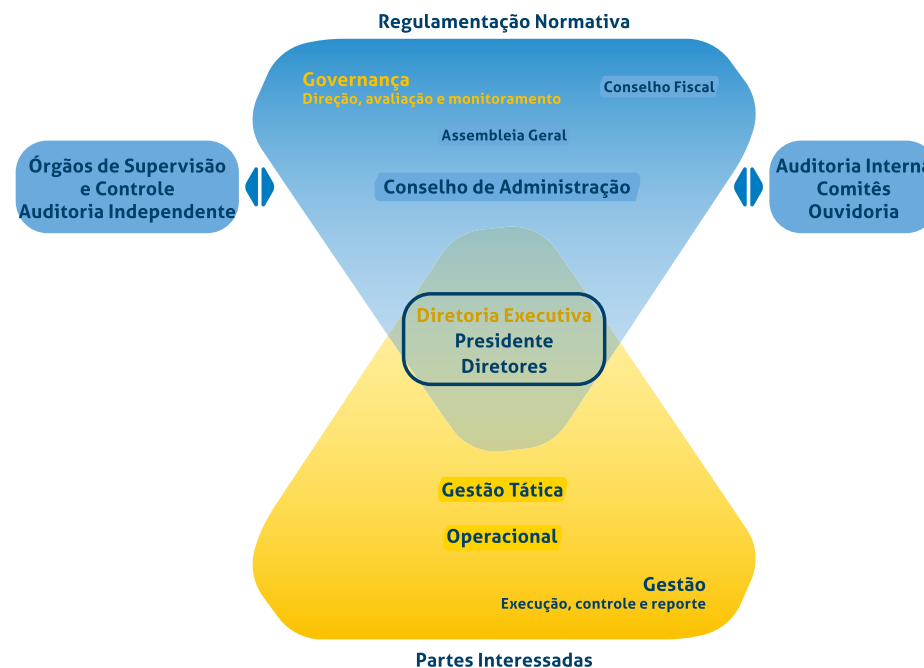 Regulamentação Normativa
Governança
Direção, avaliação e monitoramento
Conselho Fiscal
Assembleia Geral
Órgãos de Supervisão
e Controle
Auditoria Independente
Conselho de Administração
Auditoria Interna
Comitês
Ouvidoria
Diretoria Executiva
Presidente
Diretores
Gestão Tática
Operacional
Gestão
Execução, controle e reporte
Partes Interessadas